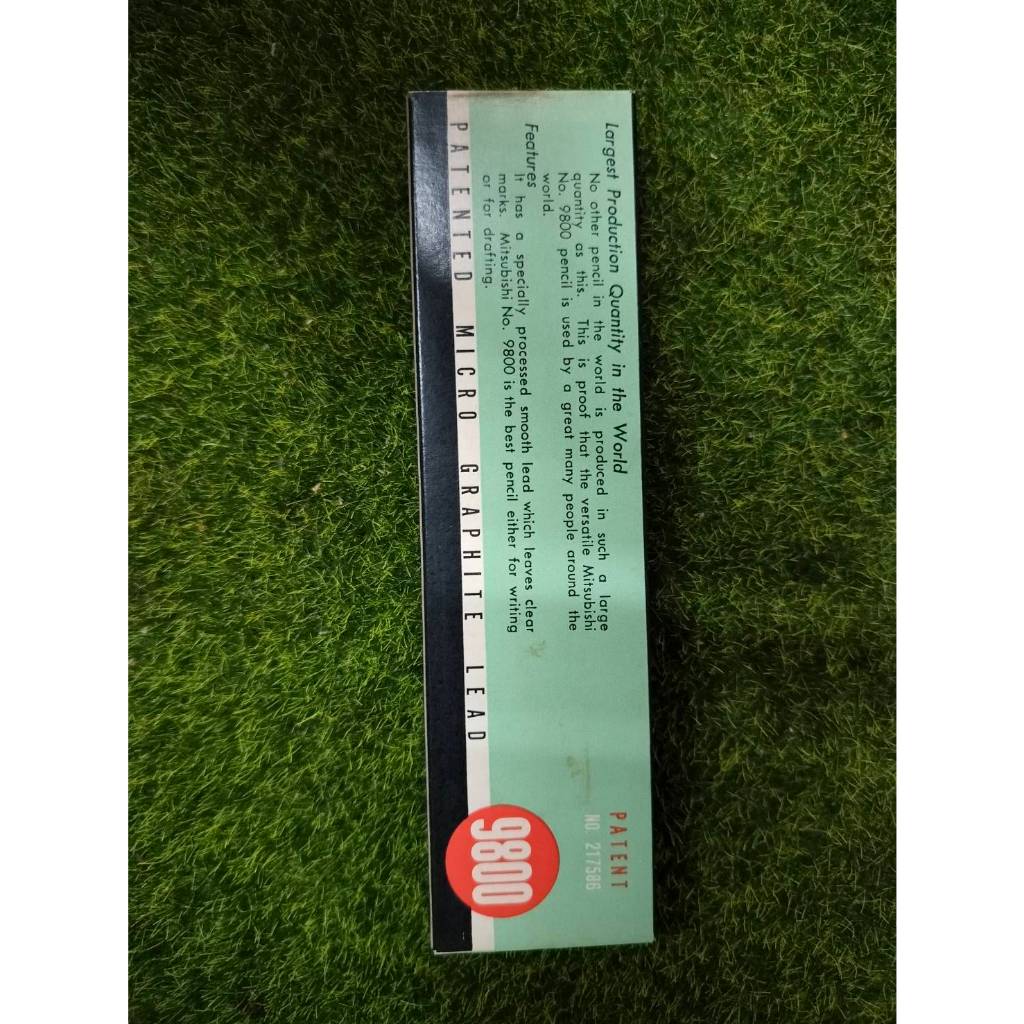 Largest Production Quantity in the World
No other pencil in the world is produced in such a large
quantity as this. This is proof that the versatile Mitsubishi
No. 9800 pencil is used by a great many people around the
world.
Features
It has a specially processed smooth lead which leaves clear
marks. Mitsubishi No. 9800 is the best pencil either for writing
or for drafting.
PATENTED MICRO GRAPHITE LEAD
PATENT
NO. 217586
9800